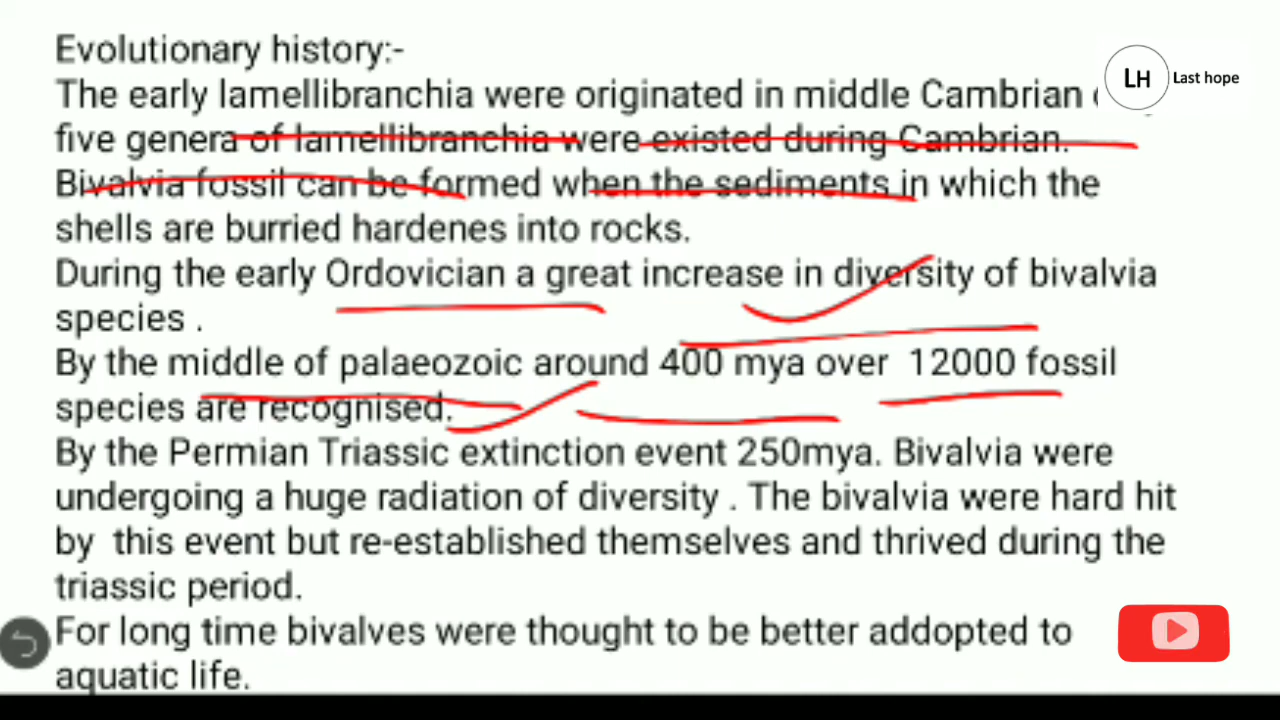 Evolutionary history:-
LH Last hope
The early lamellibranchia were originated in middle Cambrian
five genera of lamellibranchia were existed during Cambrian.
Bivalvia fossil can be formed when the sediments in which the
shells are burried hardenes into rocks.
During the early Ordovician a great increase in diversity of bivalvia
species .
By the middle of palaeozoic around 400 mya over 12000 fossil
species are recognised.
By the Permian Triassic extinction event 250mya. Bivalvia were
undergoing a huge radiation of diversity . The bivalvia were hard hit
by this event but re-established themselves and thrived during the
triassic period.
For long time bivalves were thought to be better addopted to
aquatic life.